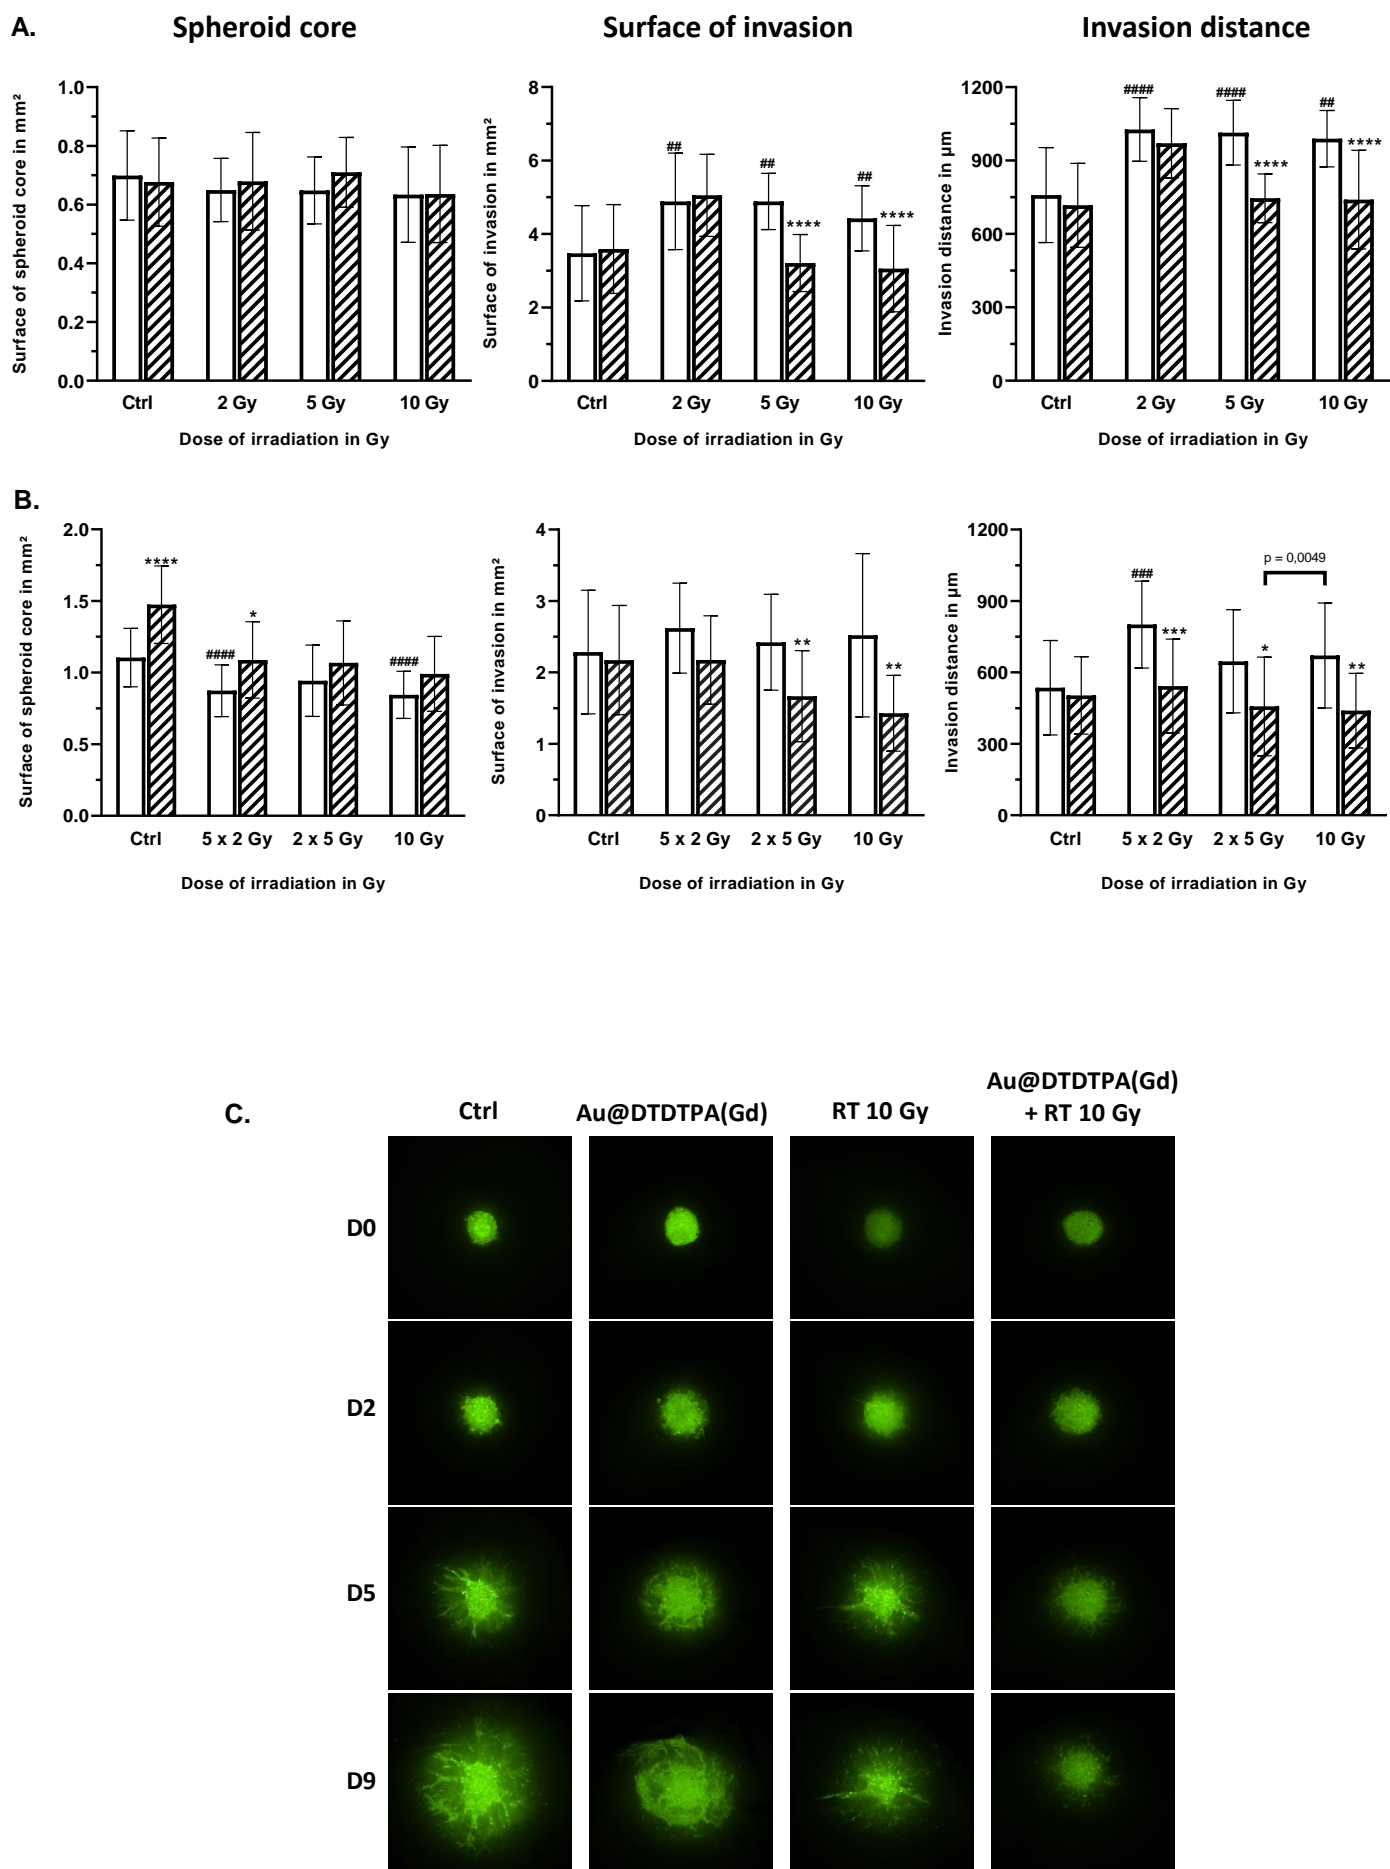 A.
Spheroid core
Surface of invasion
Invasion distance
Surface of spheroid core in mm²
1.0
0.8
0.6
0.4
0.2
0.0
Ctrl 2 Gy 5 Gy 10 Gy
Dose of irradiation in Gy
Surface of invasion in mm²
8
6
4
2
0
##
##
****
##
****
Ctrl 2 Gy 5 Gy 10 Gy
Dose of irradiation in Gy
Invasion distance in µm
1200
900
600
300
0
####
####
****
##
****
Ctrl 2 Gy 5 Gy 10 Gy
Dose of irradiation in Gy
B.
Surface of spheroid core in mm²
2.0
1.5
1.0
0.5
0.0
****
####
*
####
Ctrl 5 x 2 Gy 2 x 5 Gy 10 Gy
Dose of irradiation in Gy
Surface of invasion in mm²
4
3
2
1
0
**
**
Ctrl 5 x 2 Gy 2 x 5 Gy 10 Gy
Dose of irradiation in Gy
Invasion distance in µm
1200
900
600
300
0
###
***
*
p = 0,0049
**
Ctrl 5 x 2 Gy 2 x 5 Gy 10 Gy
Dose of irradiation in Gy
C.
Ctrl
Au@DTDTPA(Gd)
RT 10 Gy
Au@DTDTPA(Gd)
+ RT 10 Gy
D0
D2
D5
D9